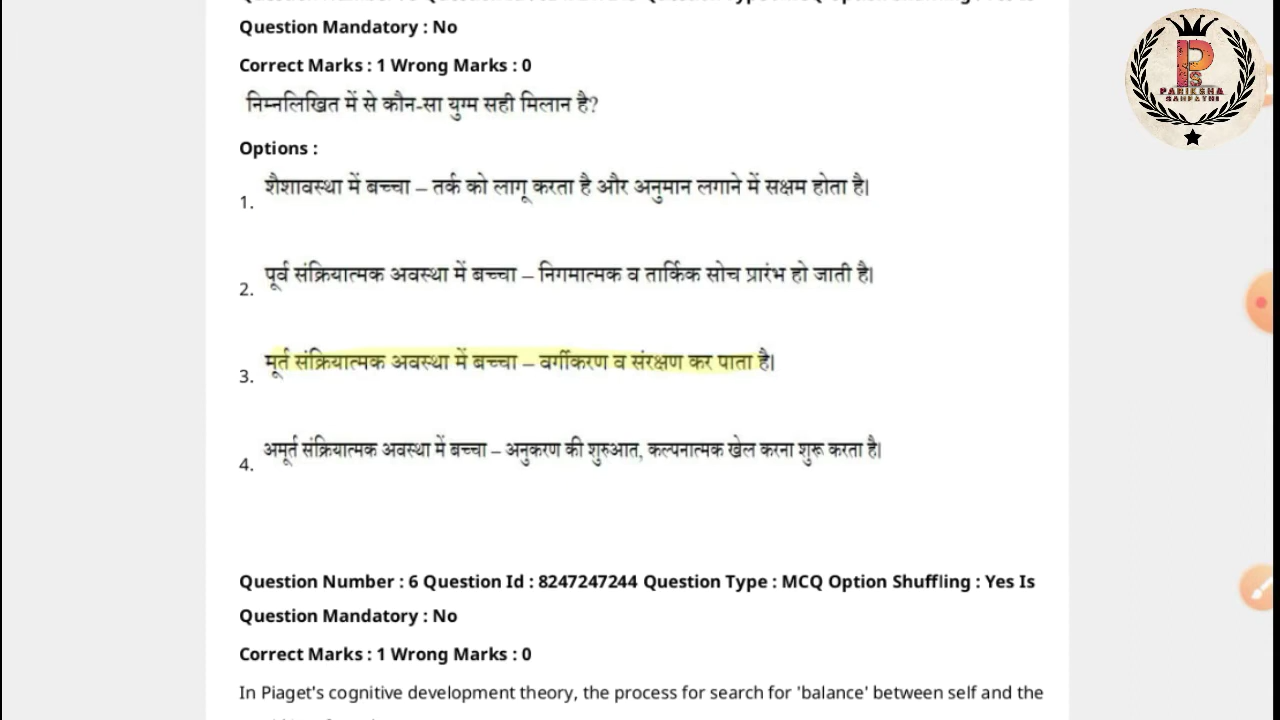 Question Mandatory : No
Correct Marks : 1 Wrong Marks : 0
निम्नलिखित में से कौन-सा युग्म सही मिलान है?
Options :
1. शैशावस्था में बच्चा – तर्क को लागू करता है और अनुमान लगाने में सक्षम होता है।
2. पूर्व संक्रियात्मक अवस्था में बच्चा – निगमात्मक व तार्किक सोच प्रारंभ हो जाती है।
3. मूर्त संक्रियात्मक अवस्था में बच्चा – वर्गीकरण व संरक्षण कर पाता है।
4. अमूर्त संक्रियात्मक अवस्था में बच्चा – अनुकरण की शुरुआत, कल्पनात्मक खेल करना शुरू करता है।
Question Number : 6 Question Id : 8247247244 Question Type : MCQ Option Shuffling : Yes Is
Question Mandatory : No
Correct Marks : 1 Wrong Marks : 0
In Piaget's cognitive development theory, the process for search for 'balance' between self and the
PS
PARIKSHA